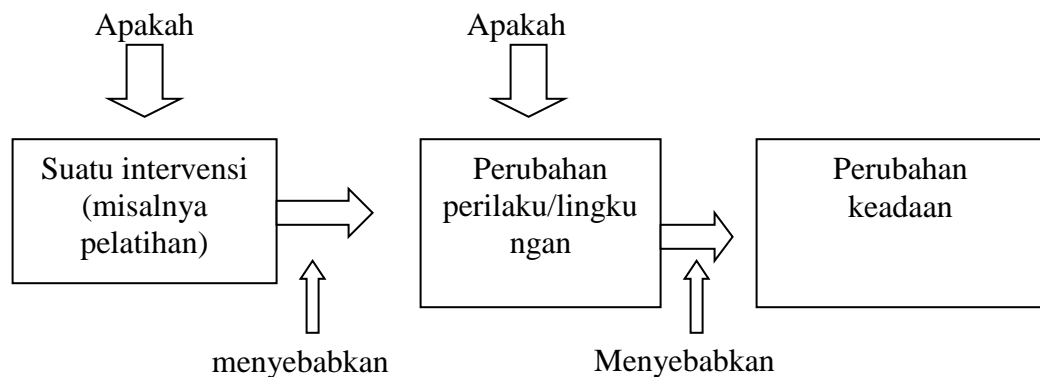 Apakah
Apakah
Suatu intervensi
(misalnya
pelatihan)
Perubahan
perilaku/lingku
ngan
Perubahan
keadaan
menyebabkan
Menyebabkan